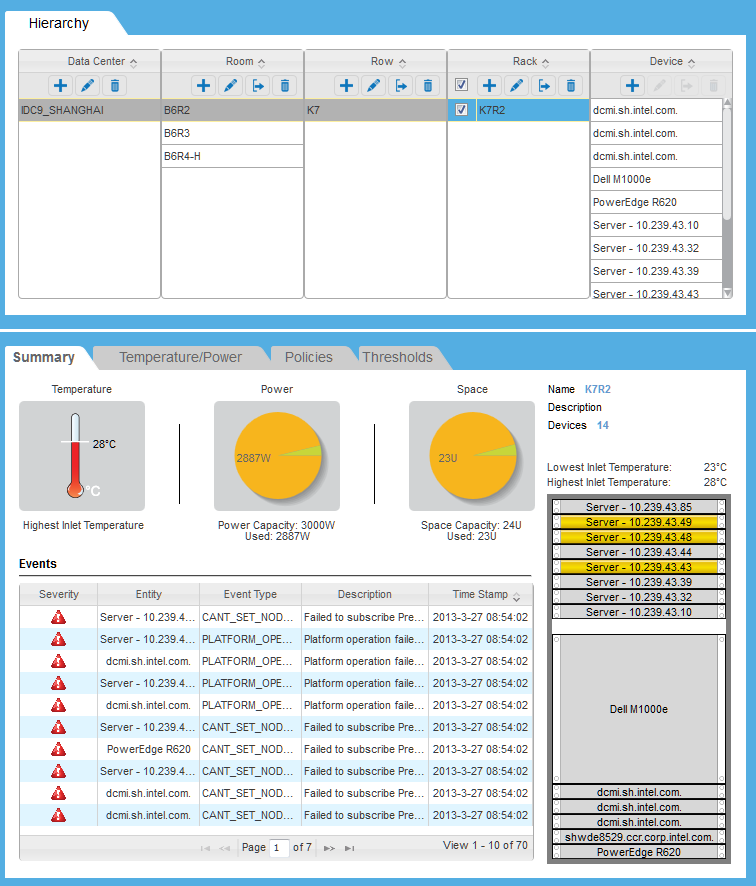 Hierarchy
Data Center Room Row Rack Device
IDC9_SHANGHAI B6R2 K7 K7R2 dcmi.sh.intel.com.
B6R3 dcmi.sh.intel.com.
B6R4-H dcmi.sh.intel.com.
Dell M1000e
PowerEdge R620
Server - 10.239.43.10
Server - 10.239.43.32
Server - 10.239.43.39
Server - 10.239.43.43
Summary Temperature/Power Policies Thresholds
Temperature Power Space
28°C
°C
2887W
23U
Highest Inlet Temperature
Power Capacity: 3000W
Used: 2887W
Space Capacity: 24U
Used: 23U
Name K7R2
Description
Devices 14
Lowest Inlet Temperature: 23°C
Highest Inlet Temperature: 28°C
Server - 10.239.43.85
Server - 10.239.43.49
Server - 10.239.43.48
Server - 10.239.43.44
Server - 10.239.43.43
Server - 10.239.43.39
Server - 10.239.43.32
Server - 10.239.43.10
Dell M1000e
dcmi.sh.intel.com.
dcmi.sh.intel.com.
dcmi.sh.intel.com.
shwde8529.ccr.corp.intel.com.
PowerEdge R620
Events
Severity Entity Event Type Description Time Stamp
Server - 10.239.4... CANT_SET_NOD... Failed to subscribe Pre... 2013-3-27 08:54:02
Server - 10.239.4... PLATFORM_OPE... Platform operation faile... 2013-3-27 08:54:02
dcmi.sh.intel.com. PLATFORM_OPE... Platform operation faile... 2013-3-27 08:54:02
Server - 10.239.4... PLATFORM_OPE... Platform operation faile... 2013-3-27 08:54:02
dcmi.sh.intel.com. PLATFORM_OPE... Platform operation faile... 2013-3-27 08:54:02
Server - 10.239.4... CANT_SET_NOD... Failed to subscribe Pre... 2013-3-27 08:54:02
PowerEdge R620 CANT_SET_NOD... Failed to subscribe Pre... 2013-3-27 08:54:02
Server - 10.239.4... CANT_SET_NOD... Failed to subscribe Pre... 2013-3-27 08:54:02
dcmi.sh.intel.com. CANT_SET_NOD... Failed to subscribe Pre... 2013-3-27 08:54:02
dcmi.sh.intel.com. CANT_SET_NOD... Failed to subscribe Pre... 2013-3-27 08:54:02
Page 1 of 7 View 1 - 10 of 70